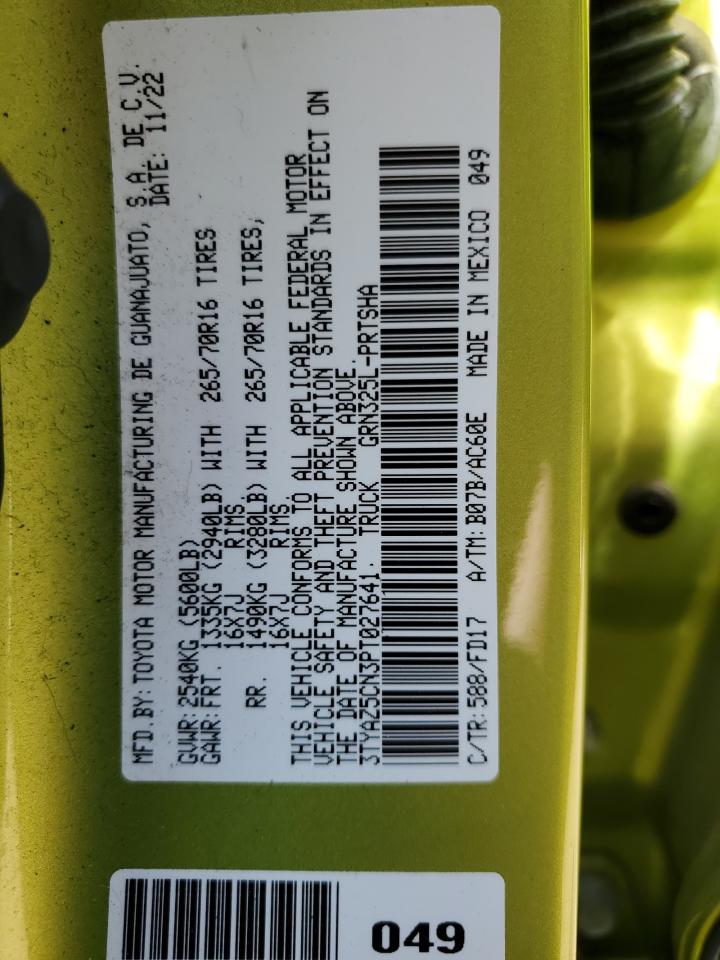 MFD.BY:TOYOTA MOTOR MANUFACTURING DE GUANAJUATO, S.A. DE C.V.
DATE: 11/22
GVWR:2540KG (5600LB)
GAWR:FRT. 1335KG (2940LB) WITH 265/70R16 TIRES
16X7J RIMS
RR. 1490KG (3280LB) WITH 265/70R16 TIRES,
16X7J RIMS
THIS VEHICLE CONFORMS TO ALL APPLICABLE FEDERAL MOTOR
VEHICLE SAFETY AND THEFT PREVENTION STANDARDS IN EFFECT ON
THE DATE OF MANUFACTURE SHOWN ABOVE.
3TYAZ5CN3PT027641. TRUCK GRN325L-PRTSHA
C/TR:588/FD17 A/TM:B07B/AC60E MADE IN MEXICO 049
049